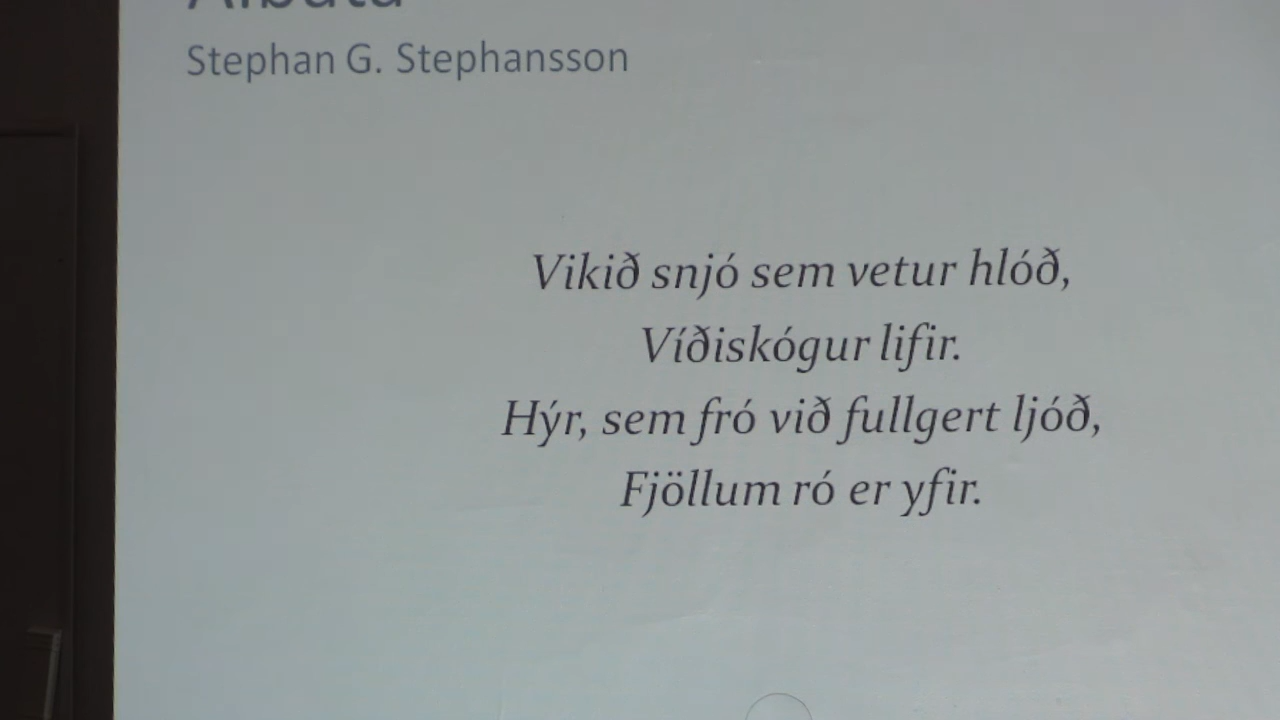 Stephan G. Stephansson
Vikið snjó sem vetur hlóð,
Víðiskógur lifir.
Hýr, sem fró við fullgert ljóð,
Fjöllum ró er yfir.